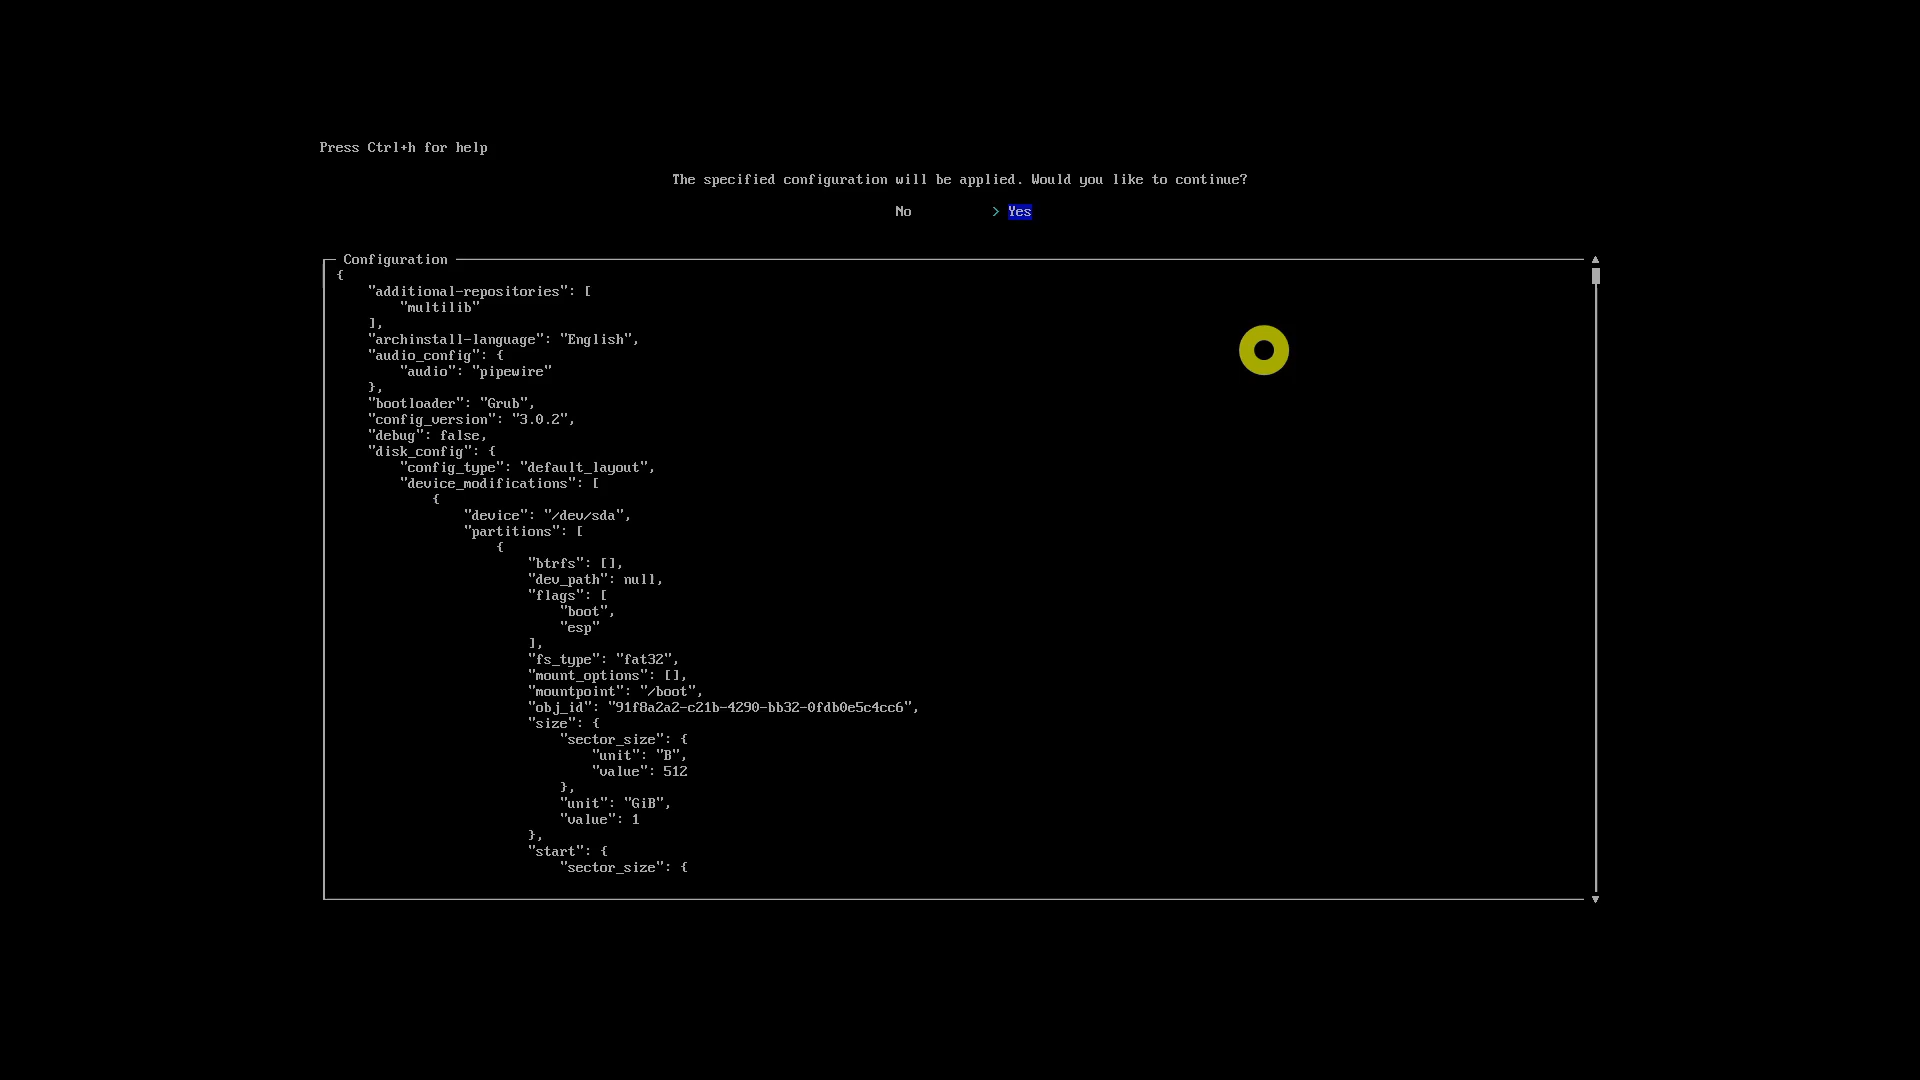 Press Ctrl+h for help
The specified configuration will be applied. Would you like to continue?
No > Yes
Configuration
{
    "additional-repositories": [
        "multilib"
    ],
    "archinstall-language": "English",
    "audio_config": {
        "audio": "pipewire"
    },
    "bootloader": "Grub",
    "config_version": "3.0.2",
    "debug": false,
    "disk_config": {
        "config_type": "default_layout",
        "device_modifications": [
            {
                "device": "/dev/sda",
                "partitions": [
                    {
                        "btrfs": [],
                        "dev_path": null,
                        "flags": [
                            "boot",
                            "esp"
                        ],
                        "fs_type": "fat32",
                        "mount_options": [],
                        "mountpoint": "/boot",
                        "obj_id": "91f8a2a2-c21b-4290-bb32-0fdb0e5c4cc6",
                        "size": {
                            "sector_size": {
                                "unit": "B",
                                "value": 512
                            },
                            "unit": "GiB",
                            "value": 1
                        },
                        "start": {
                            "sector_size": {